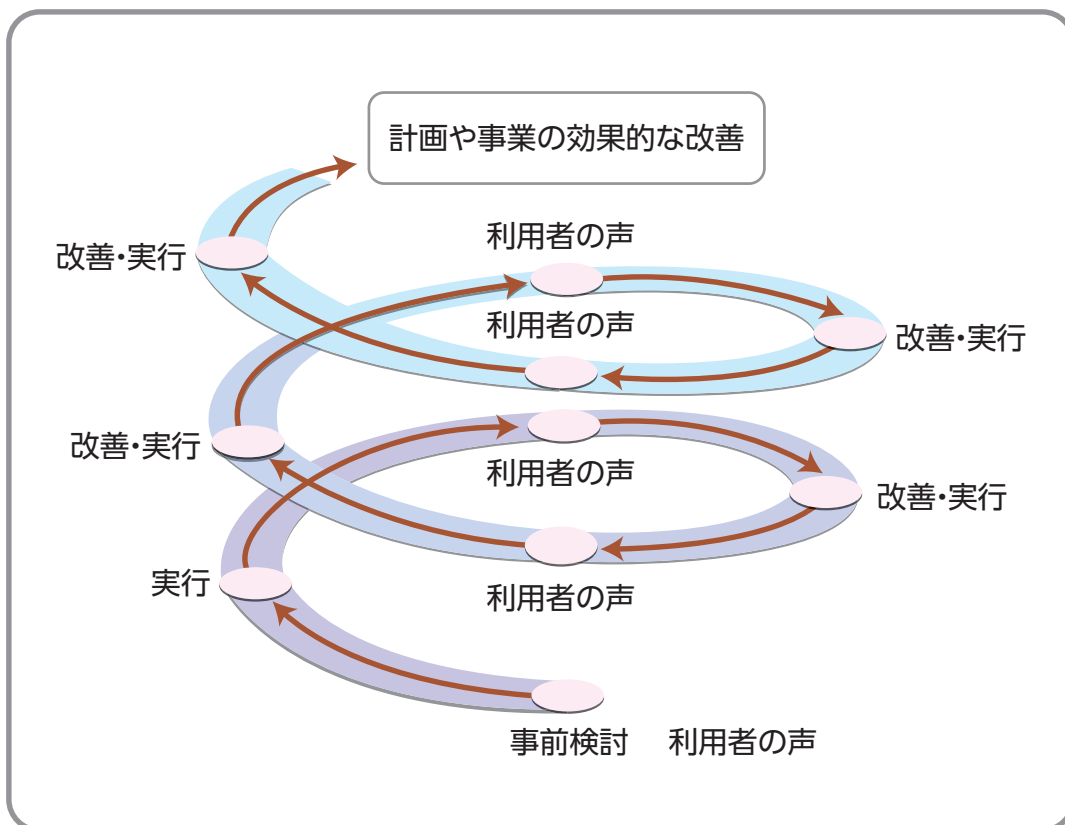 計画や事業の効果的な改善
利用者の声
改善・実行
利用者の声
改善・実行
改善・実行
利用者の声
改善・実行
実行
利用者の声
事前検討　利用者の声